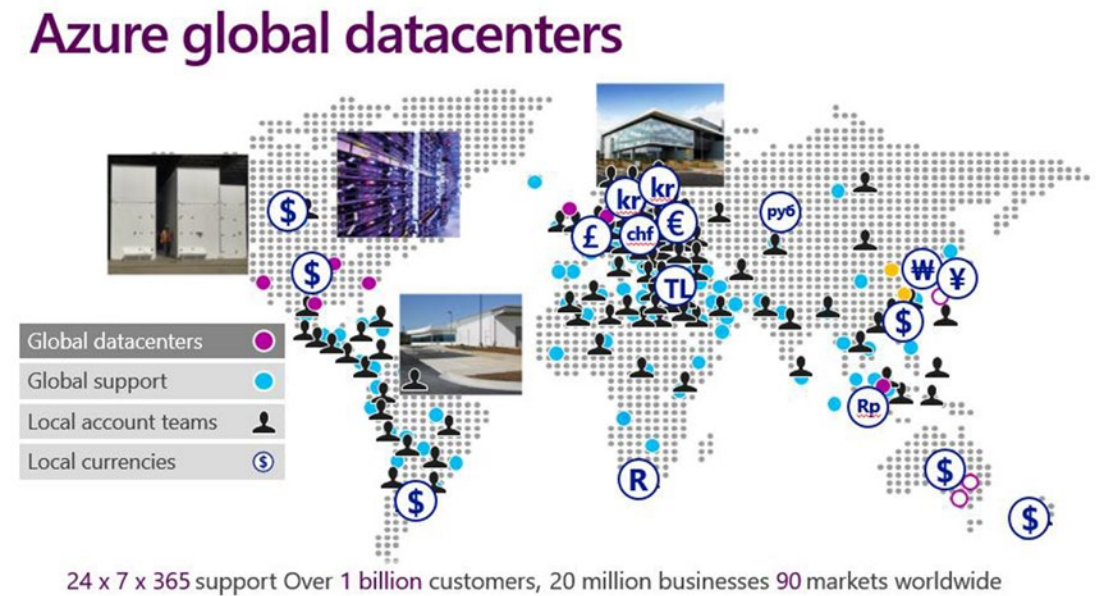 Azure global datacenters
kr
kr
$
руб
£
chf
€
$
₩
¥
TL
$
Global datacenters
Global support
Rp
Local account teams
Local currencies
$
$
R
$
$
24 x 7 x 365 support Over 1 billion customers, 20 million businesses 90 markets worldwide